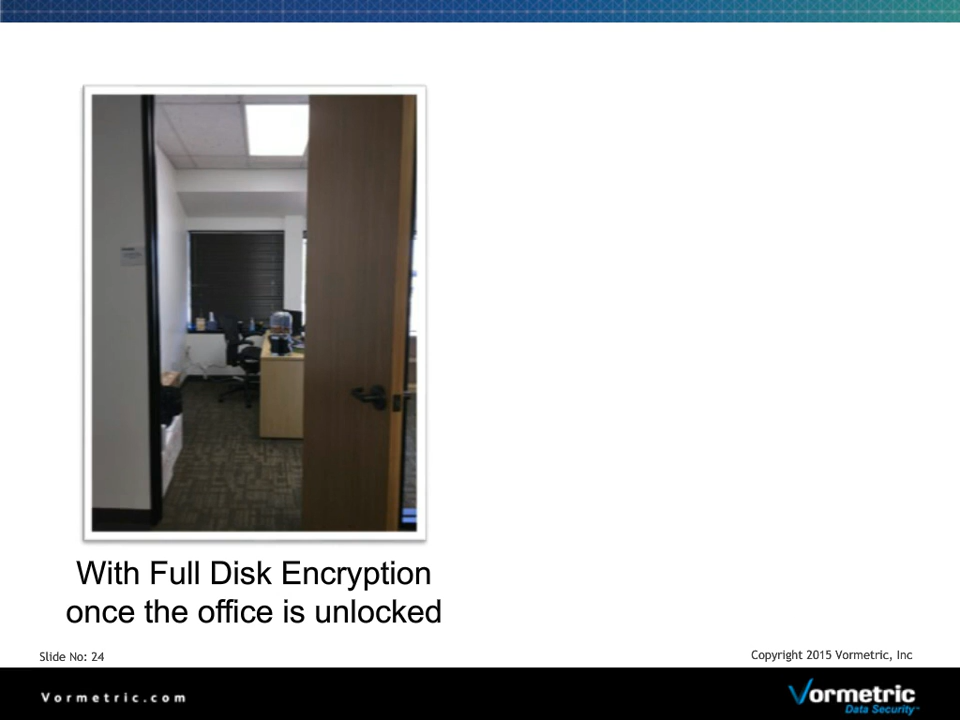 With Full Disk Encryption
once the office is unlocked
Slide No: 24
Copyright 2015 Vormetric, Inc
Vormetric.com
Vormetric
Data Security